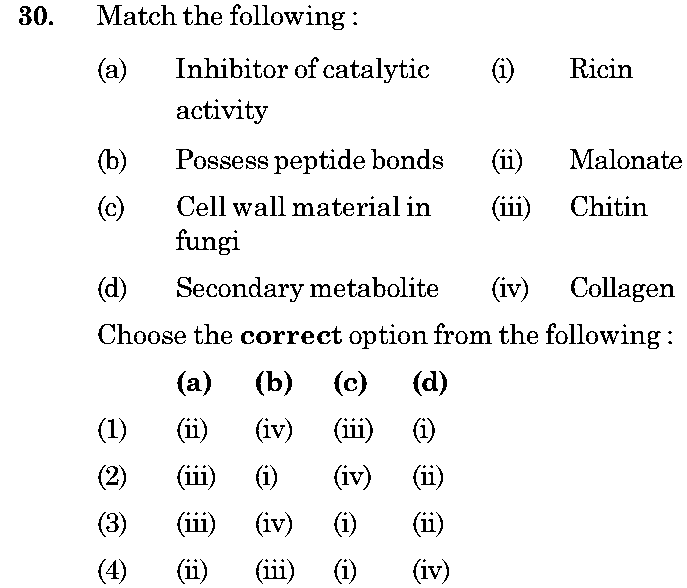 30. Match the following :
(a) Inhibitor of catalytic (i) Ricin
activity
(b) Possess peptide bonds (ii) Malonate
(c) Cell wall material in (iii) Chitin
fungi
(d) Secondary metabolite (iv) Collagen
Choose the correct option from the following :
(a) (b) (c) (d)
(1) (ii) (iv) (iii) (i)
(2) (iii) (i) (iv) (ii)
(3) (iii) (iv) (i) (ii)
(4) (ii) (iii) (i) (iv)